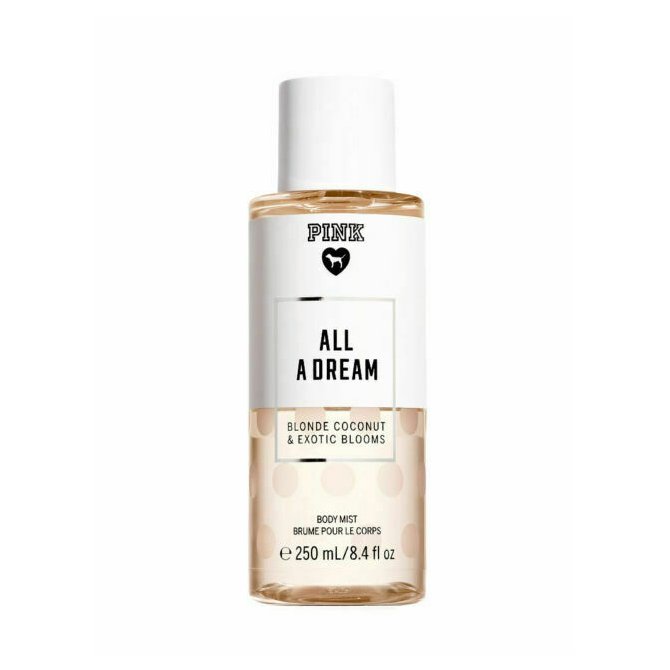 PINK
ALL
A DREAM
BLONDE COCONUT
& EXOTIC BLOOMS
BODY MIST
BRUME POUR LE CORPS
℮ 250 mL/8.4 fl oz